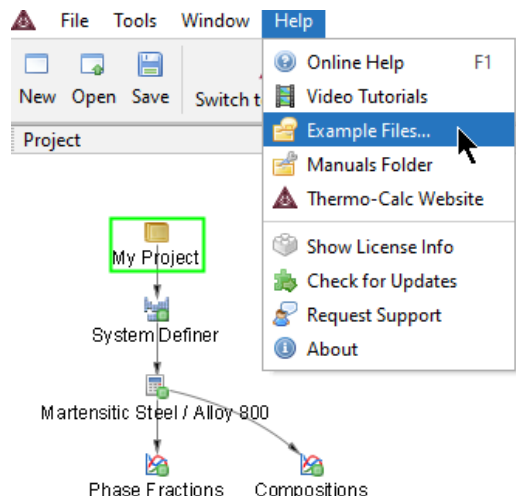 File Tools Window Help
New Open Save Switch t
Project
Online Help F1
Video Tutorials
Example Files...
Manuals Folder
Thermo-Calc Website
Show License Info
Check for Updates
Request Support
About
My Project
System Definer
Martensitic Steel / Alloy 800
Phase Fractions Compositions